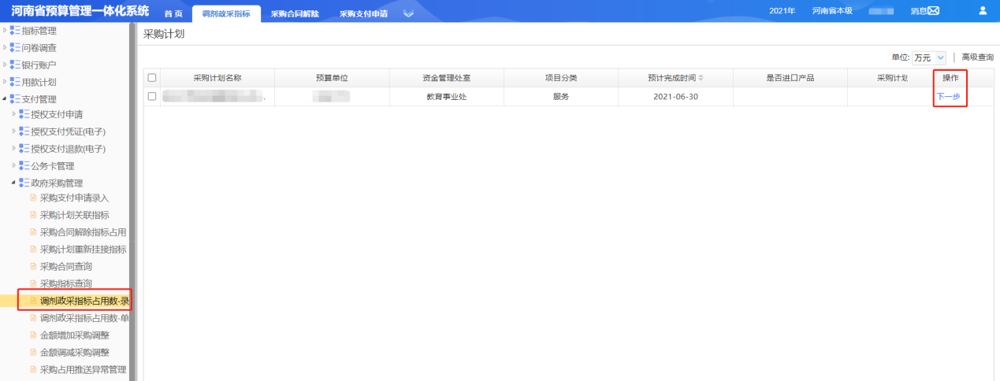 河南省预算管理一体化系统 首 页 调剂政采指标 采购合同解除 采购支付申请 2021年 河南省本级 消息
指标管理
问卷调查
银行账户
用款计划
支付管理
授权支付申请
授权支付凭证(电子)
授权支付退款(电子)
公务卡管理
政府采购管理
采购支付申请录入
采购计划关联指标
采购合同解除指标占用
采购计划重新挂接指标
采购合同查询
采购指标查询
调剂政采指标占用数-录
调剂政采指标占用数-单
金额增加采购调整
金额调减采购调整
采购占用推送异常管理
采购计划
单位: 万元 高级查询
采购计划名称 预算单位 资金管理处室 项目分类 预计完成时间 是否进口产品 采购计划 操作
教育事业处 服务 2021-06-30 下一步